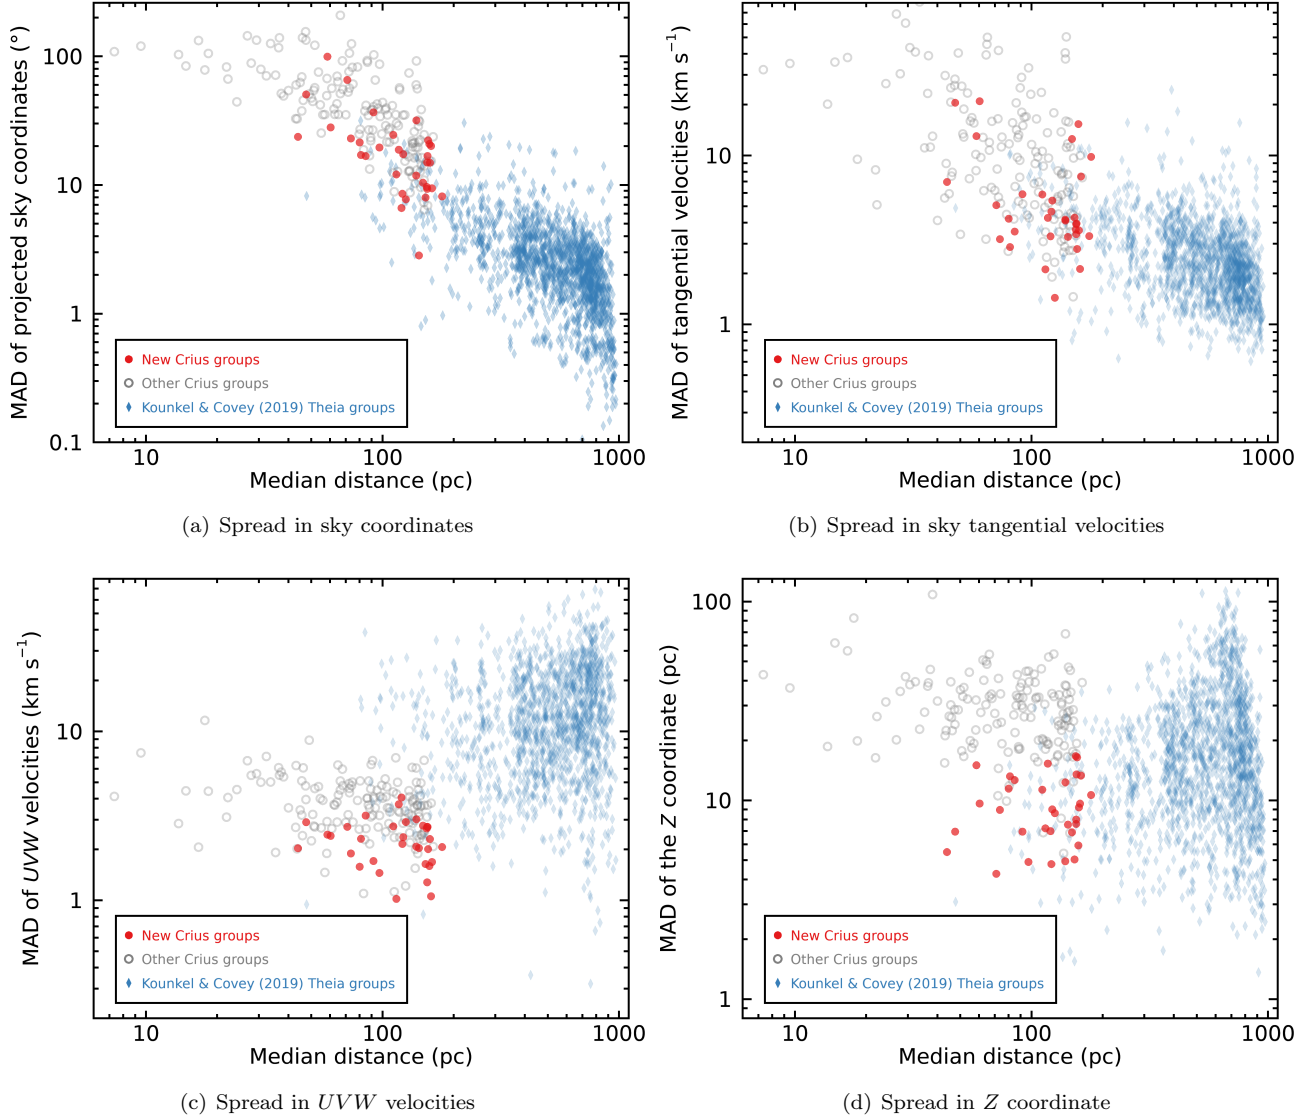 MAD of projected sky coordinates (°)
100
10
1
0.1
New Crius groups
Other Crius groups
Kounkel & Covey (2019) Theia groups
10 100 1000
Median distance (pc)
(a) Spread in sky coordinates
MAD of tangential velocities (km s⁻¹)
10
1
New Crius groups
Other Crius groups
Kounkel & Covey (2019) Theia groups
10 100 1000
Median distance (pc)
(b) Spread in sky tangential velocities
MAD of UVW velocities (km s⁻¹)
10
1
New Crius groups
Other Crius groups
Kounkel & Covey (2019) Theia groups
10 100 1000
Median distance (pc)
(c) Spread in UVW velocities
MAD of the Z coordinate (pc)
100
10
1
New Crius groups
Other Crius groups
Kounkel & Covey (2019) Theia groups
10 100 1000
Median distance (pc)
(d) Spread in Z coordinate